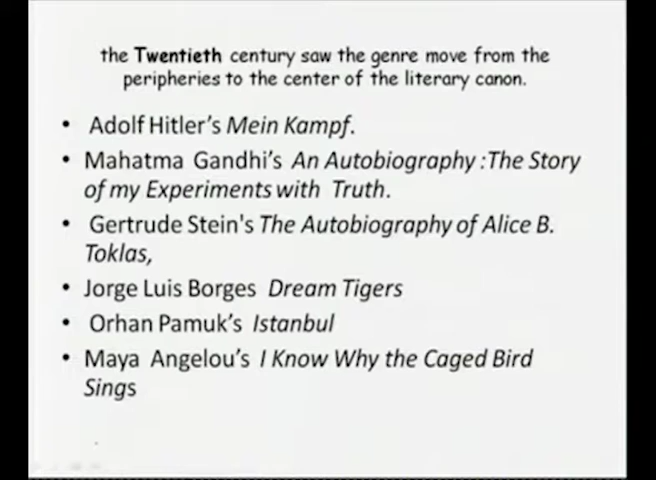 the Twentieth century saw the genre move from the
peripheries to the center of the literary canon.
• Adolf Hitler's Mein Kampf.
• Mahatma Gandhi's An Autobiography :The Story
of my Experiments with Truth.
• Gertrude Stein's The Autobiography of Alice B.
Toklas,
• Jorge Luis Borges Dream Tigers
• Orhan Pamuk's Istanbul
• Maya Angelou's I Know Why the Caged Bird
Sings